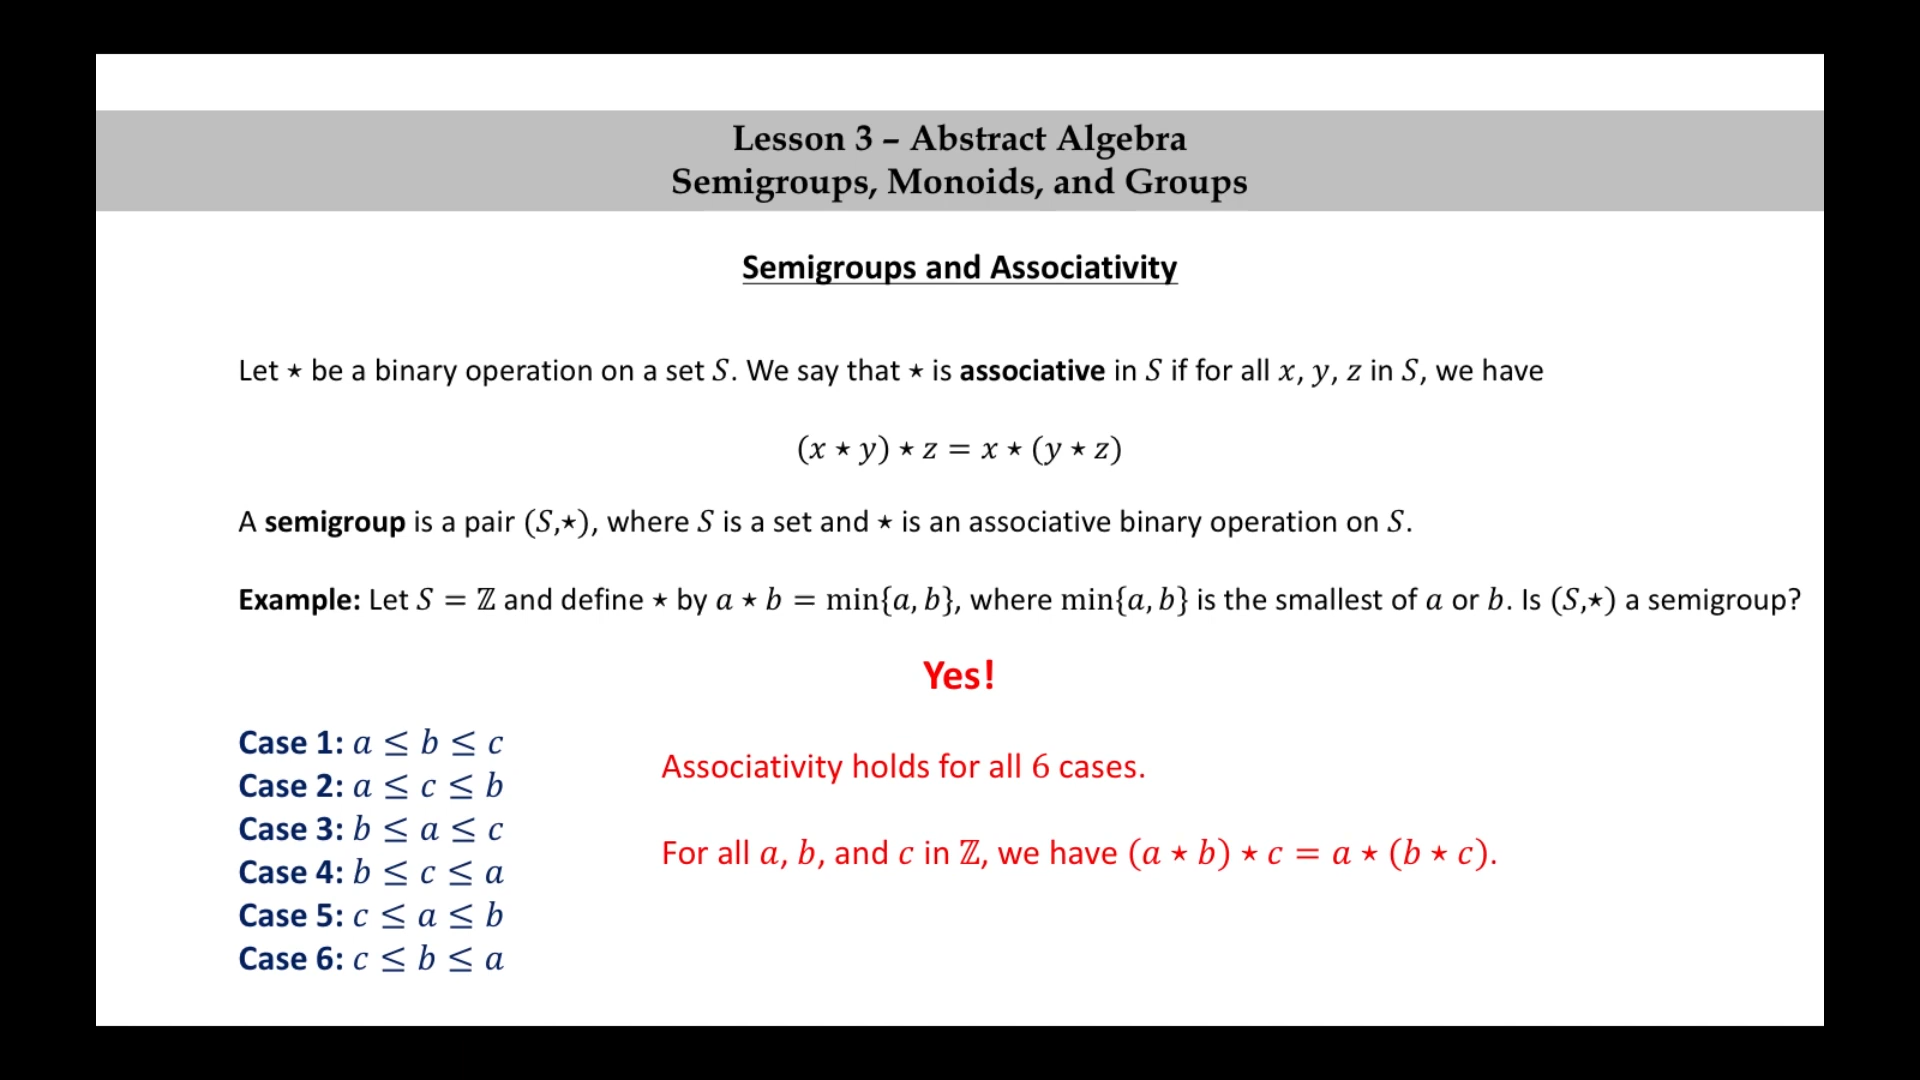 Lesson 3 – Abstract Algebra
Semigroups, Monoids, and Groups
Semigroups and Associativity
Let ⋆ be a binary operation on a set 𝑆. We say that ⋆ is associative in 𝑆 if for all 𝑥, 𝑦, 𝑧 in 𝑆, we have
(𝑥 ⋆ 𝑦) ⋆ 𝑧 = 𝑥 ⋆ (𝑦 ⋆ 𝑧)
A semigroup is a pair (𝑆,⋆), where 𝑆 is a set and ⋆ is an associative binary operation on 𝑆.
Example: Let 𝑆 = ℤ and define ⋆ by 𝑎 ⋆ 𝑏 = min{𝑎, 𝑏}, where min{𝑎, 𝑏} is the smallest of 𝑎 or 𝑏. Is (𝑆,⋆) a semigroup?
Yes!
Case 1: 𝑎 ≤ 𝑏 ≤ 𝑐
Case 2: 𝑎 ≤ 𝑐 ≤ 𝑏
Case 3: 𝑏 ≤ 𝑎 ≤ 𝑐
Case 4: 𝑏 ≤ 𝑐 ≤ 𝑎
Case 5: 𝑐 ≤ 𝑎 ≤ 𝑏
Case 6: 𝑐 ≤ 𝑏 ≤ 𝑎
Associativity holds for all 6 cases.
For all 𝑎, 𝑏, and 𝑐 in ℤ, we have (𝑎 ⋆ 𝑏) ⋆ 𝑐 = 𝑎 ⋆ (𝑏 ⋆ 𝑐).